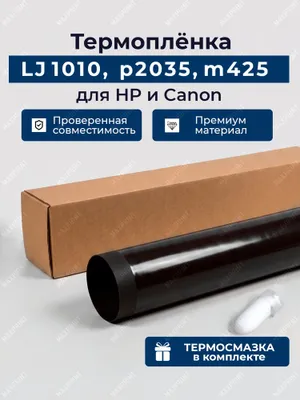 Термоплёнка
LJ 1010, p2035, m425
для HP и Canon
Проверенная
совместимость
Премиум
материал
ТЕРМОСМАЗКА
в комплекте